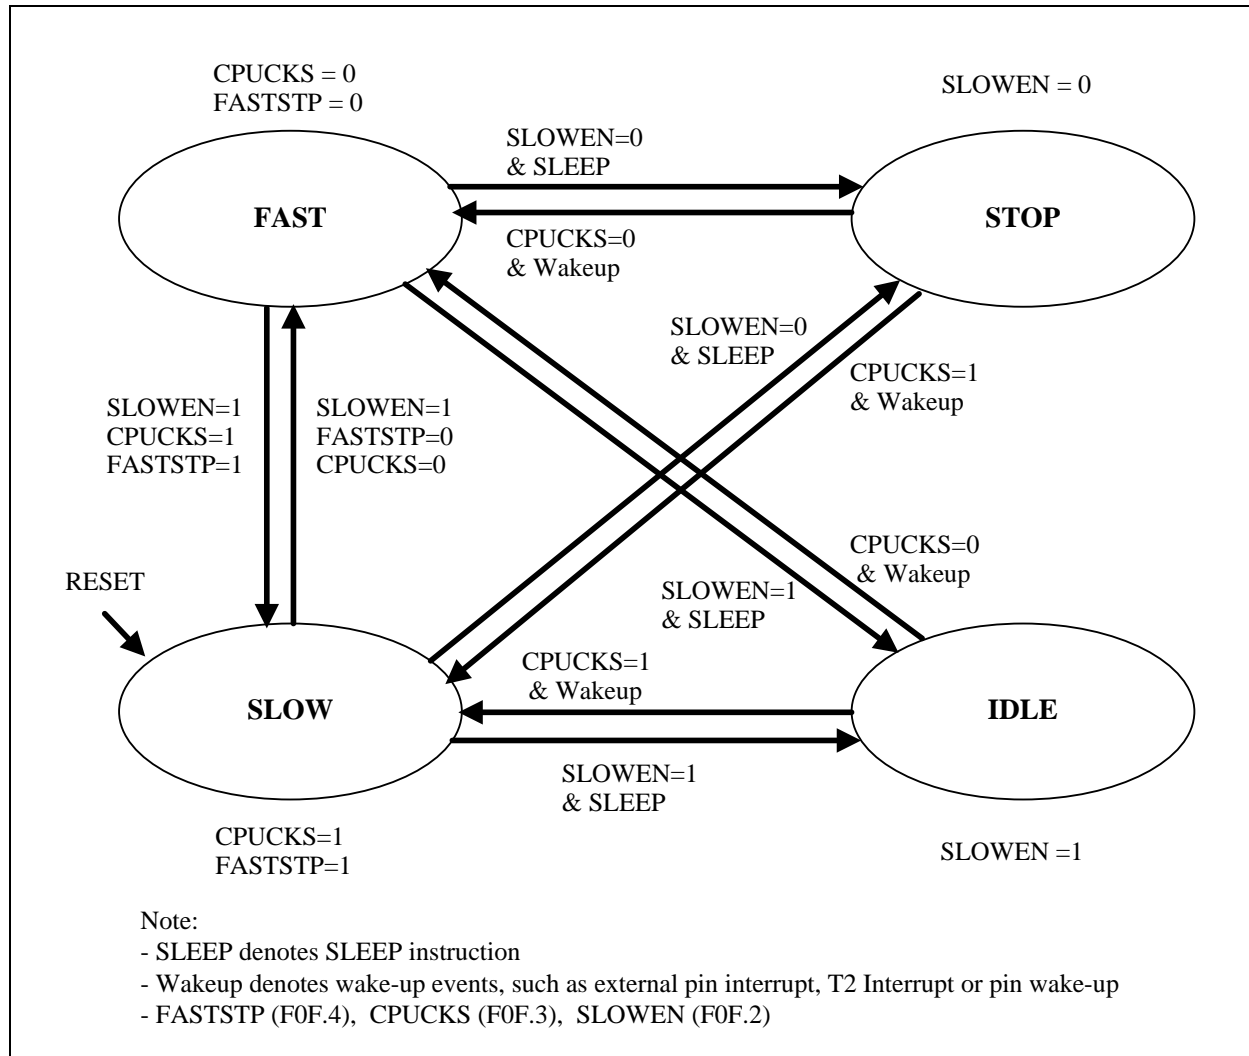 CPUCKS = 0
FASTSTP = 0
SLOWEN = 0
SLOWEN=0
& SLEEP
FAST
STOP
CPUCKS=0
& Wakeup
SLOWEN=0
& SLEEP
CPUCKS=1
& Wakeup
SLOWEN=1
CPUCKS=1
FASTSTP=1
SLOWEN=1
FASTSTP=0
CPUCKS=0
CPUCKS=0
& Wakeup
RESET
SLOWEN=1
& SLEEP
CPUCKS=1
& Wakeup
SLOW
IDLE
SLOWEN=1
& SLEEP
CPUCKS=1
FASTSTP=1
SLOWEN =1
Note:
- SLEEP denotes SLEEP instruction
- Wakeup denotes wake-up events, such as external pin interrupt, T2 Interrupt or pin wake-up
- FASTSTP (F0F.4), CPUCKS (F0F.3), SLOWEN (F0F.2)